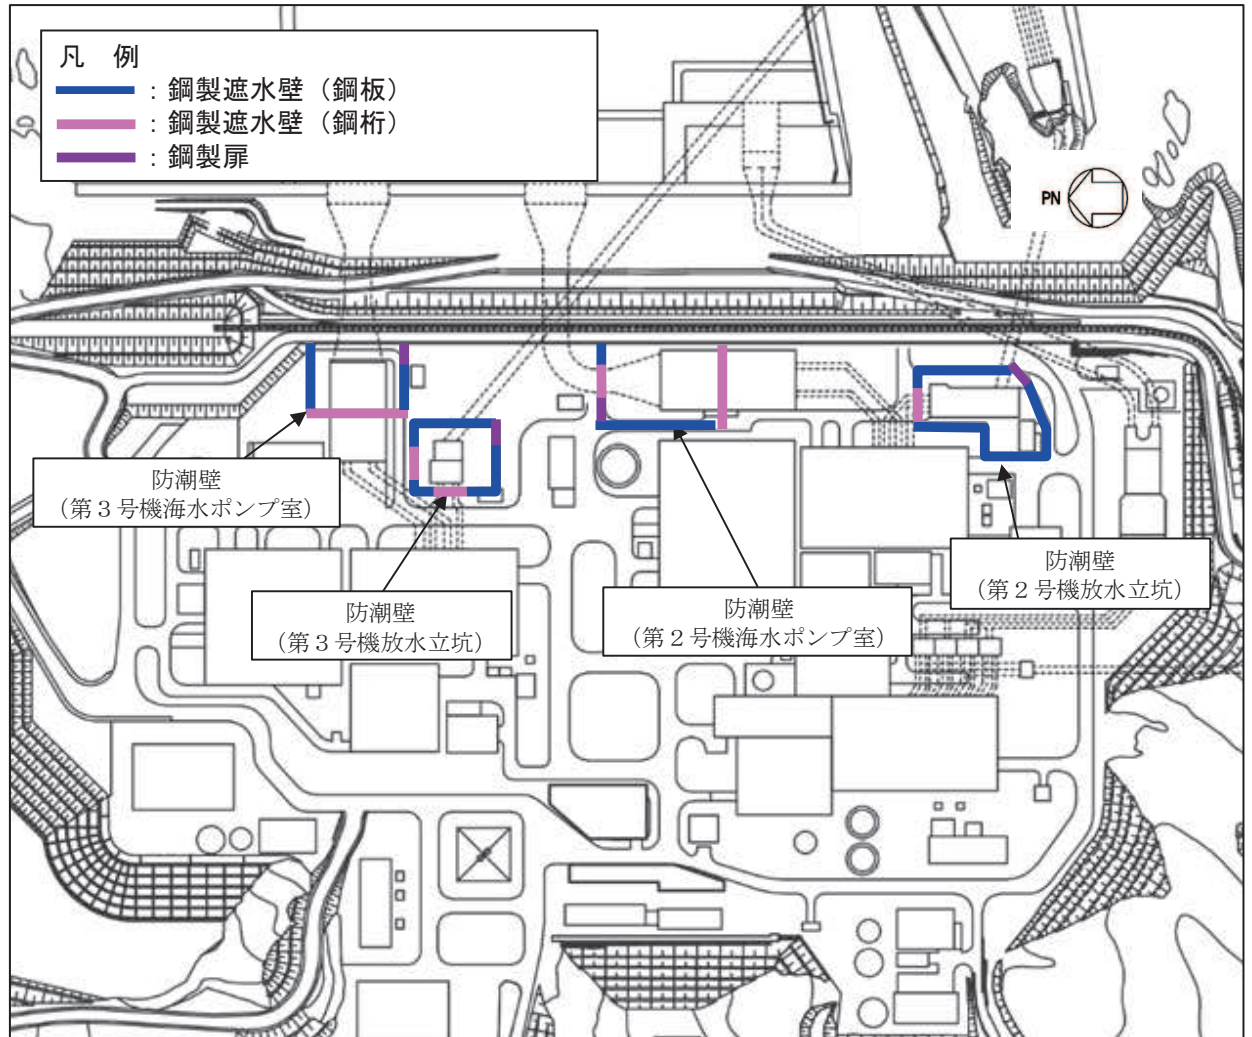 凡　例
：鋼製遮水壁（鋼板）
：鋼製遮水壁（鋼桁）
：鋼製扉
PN
防潮壁
（第３号機海水ポンプ室）
防潮壁
（第３号機放水立坑）
防潮壁
（第２号機海水ポンプ室）
防潮壁
（第２号機放水立坑）